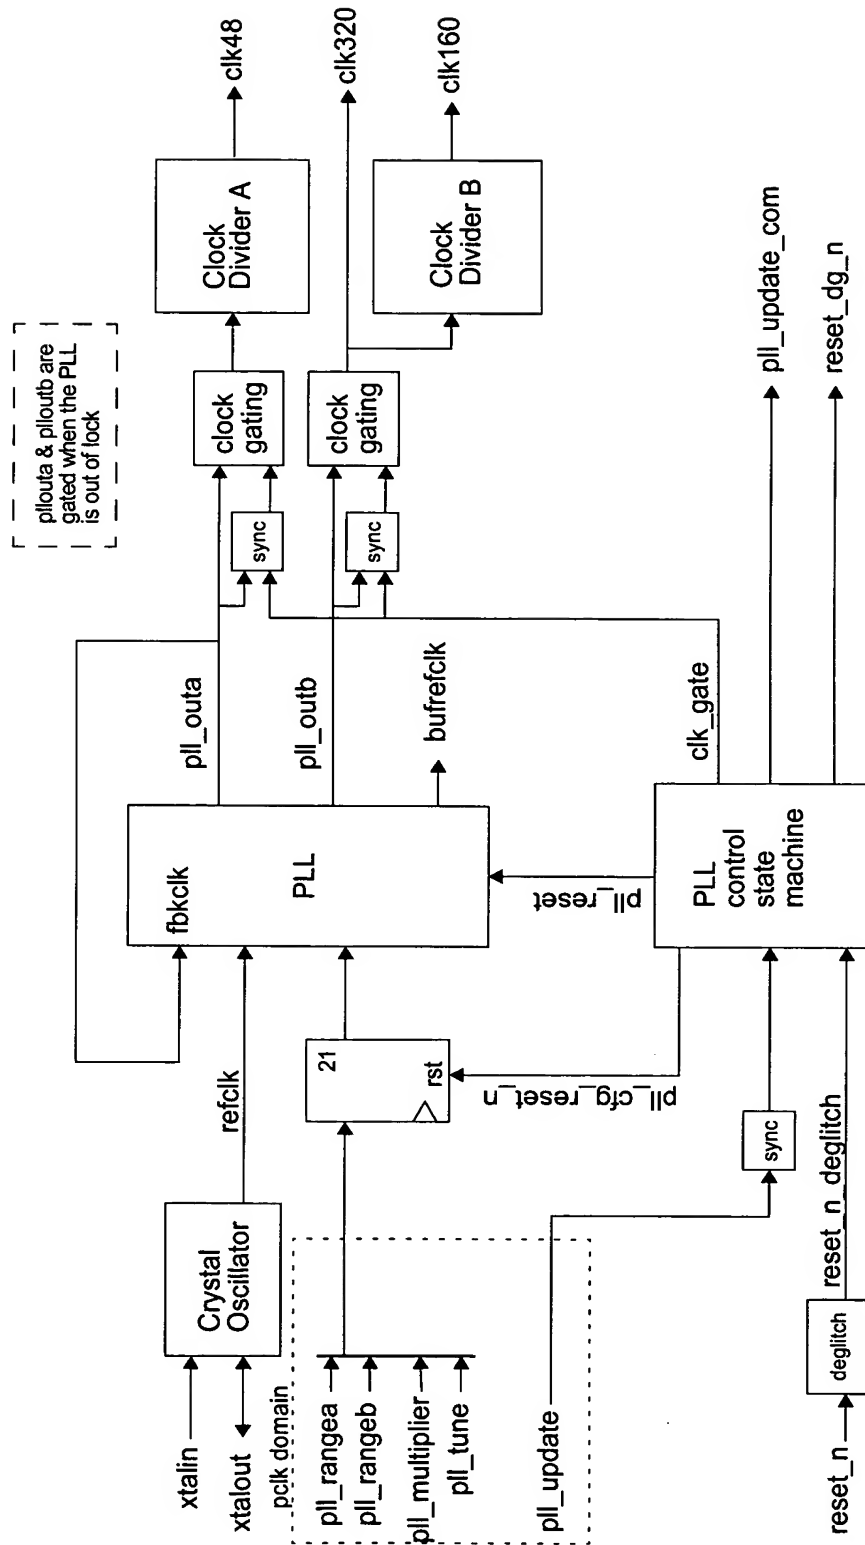 pllouta & plloutb are
gated when the PLL
is out of lock
xtalin
xtalout
Crystal
Oscillator
refclk
fbkclk
PLL
pll_outa
pll_outb
bufrefclk
sync
sync
clock
gating
clock
gating
Clock
Divider A
Clock
Divider B
clk48
clk320
clk160
pclk domain
pll_rangea
pll_rangeb
pll_multiplier
pll_tune
pll_update
21
rst
pll_cfg_reset_n
pll_reset
sync
PLL
control
state
machine
clk_gate
pll_update_com
reset_dg_n
reset_n
deglitch
reset_n_deglitch